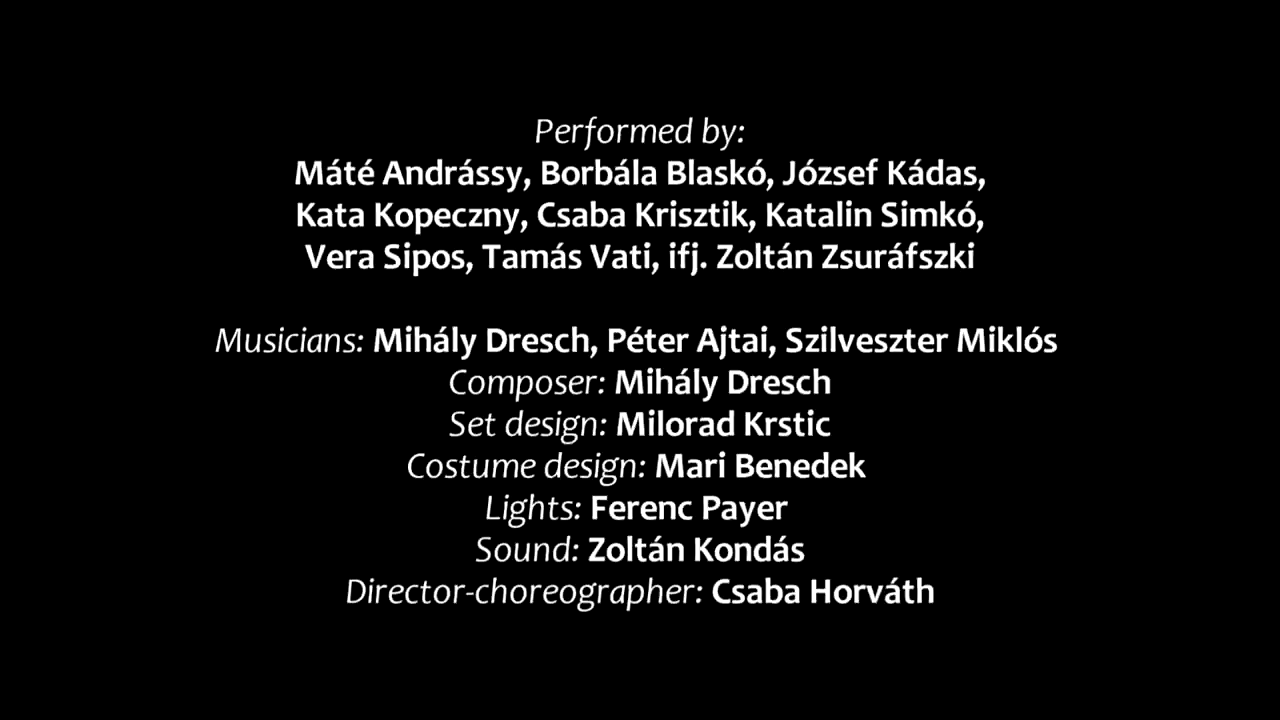 Performed by:
Máté Andrássy, Borbála Blaskó, József Kádas,
Kata Kopeczny, Csaba Krisztik, Katalin Simkó,
Vera Sipos, Tamás Vati, ifj. Zoltán Zsuráfszki
Musicians: Mihály Dresch, Péter Ajtai, Szilveszter Miklós
Composer: Mihály Dresch
Set design: Milorad Krstic
Costume design: Mari Benedek
Lights: Ferenc Payer
Sound: Zoltán Kondás
Director-choreographer: Csaba Horváth